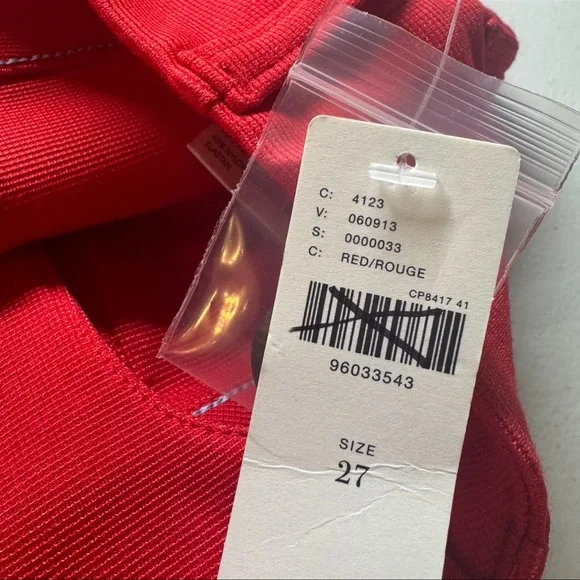 C: 4123
V: 060913
S: 0000033
C: RED/ROUGE
CP8417 41
96033543
SIZE
27